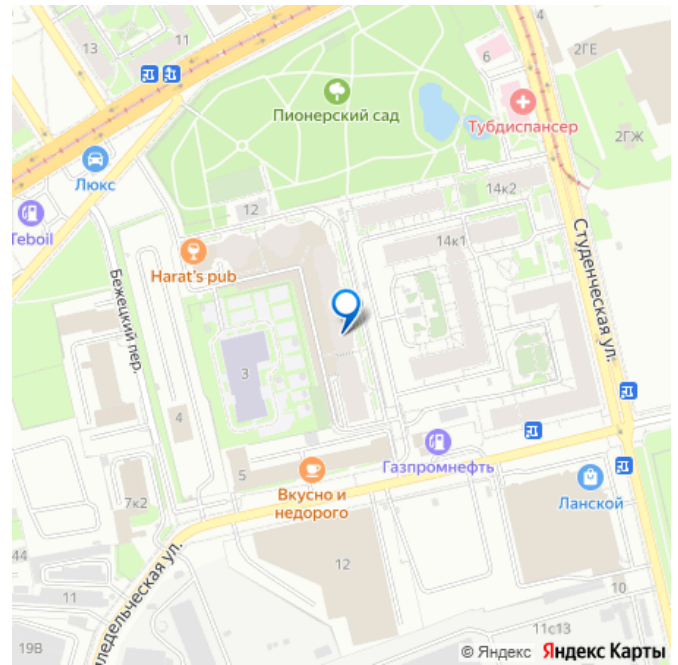 4
13
11
6
2ГЕ
Пионерский сад
Тубдиспансер
2ГЖ
Люкс
14к2
12
Teboil
14к1
Студенческая ул.
Harat's pub
Бежецкий пер.
3
4
5
Газпромнефть
Вкусно и
недорого
Ланской
7к2
44
12
11
10
11с13
19В
© Яндекс Яндекс Карты